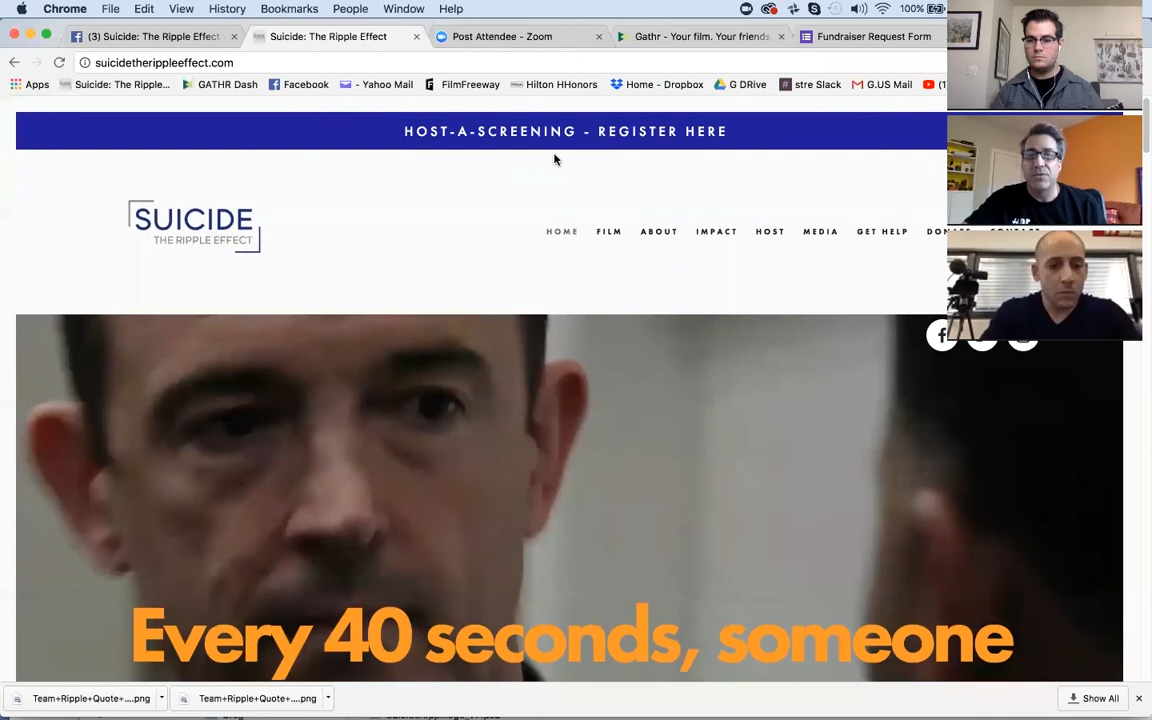 Chrome File Edit View History Bookmarks People Window Help 100%
(3) Suicide: The Ripple Effect
Suicide: The Ripple Effect
Post Attendee - Zoom
Gathr - Your film. Your friends.
Fundraiser Request Form
suicidetherippleeffect.com
Apps Suicide: The Ripple... GATHR Dash Facebook - Yahoo Mail FilmFreeway Hilton HHonors Home - Dropbox G DRive stre Slack G.US Mail (1
HOST-A-SCREENING - REGISTER HERE
SUICIDE
THE RIPPLE EFFECT
HOME FILM ABOUT IMPACT HOST MEDIA GET HELP
Every 40 seconds, someone
Team+Ripple+Quote+....png Team+Ripple+Quote+....png Show All